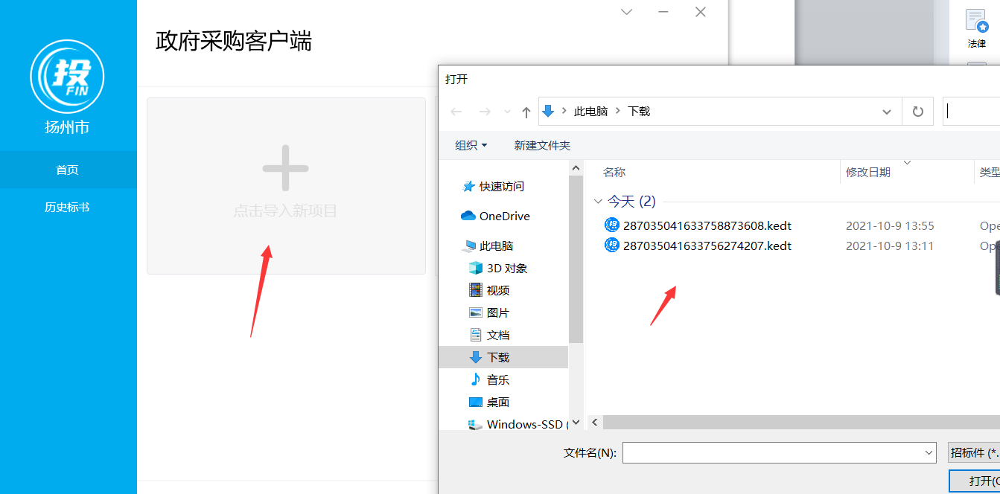 政府采购客户端
法律
投
FIN
扬州市
首页
历史标书
点击导入新项目
打开
此电脑
下载
组织
新建文件夹
快速访问
OneDrive
此电脑
3D 对象
视频
图片
文档
下载
音乐
桌面
Windows-SSD (
名称
修改日期
类型
今天 (2)
287035041633758873608.kedt
2021-10-9 13:55
Ope
287035041633756274207.kedt
2021-10-9 13:11
Op
文件名(N):
招标件 (*.
打开(O